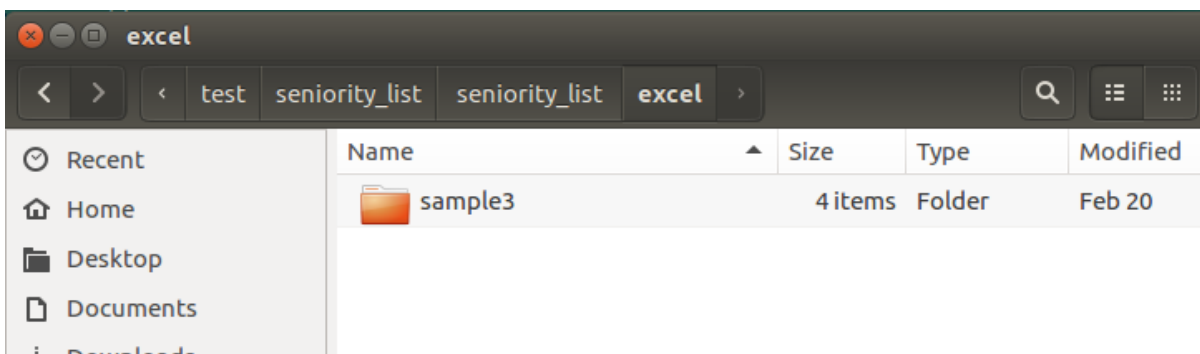 excel
test seniority_list seniority_list excel
Recent
Name Size Type Modified
sample3 4 items Folder Feb 20
Home
Desktop
Documents